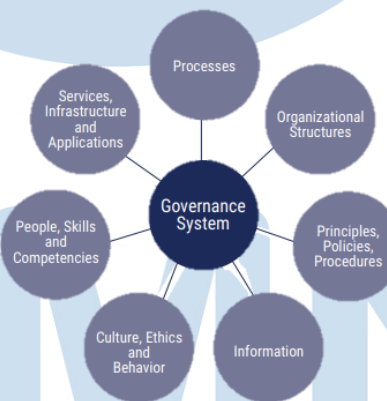 Processes
Organizational
Structures
Principles,
Policies,
Procedures
Information
Culture, Ethics
and
Behavior
People, Skills
and
Competencies
Services,
Infrastructure
and
Applications
Governance
System